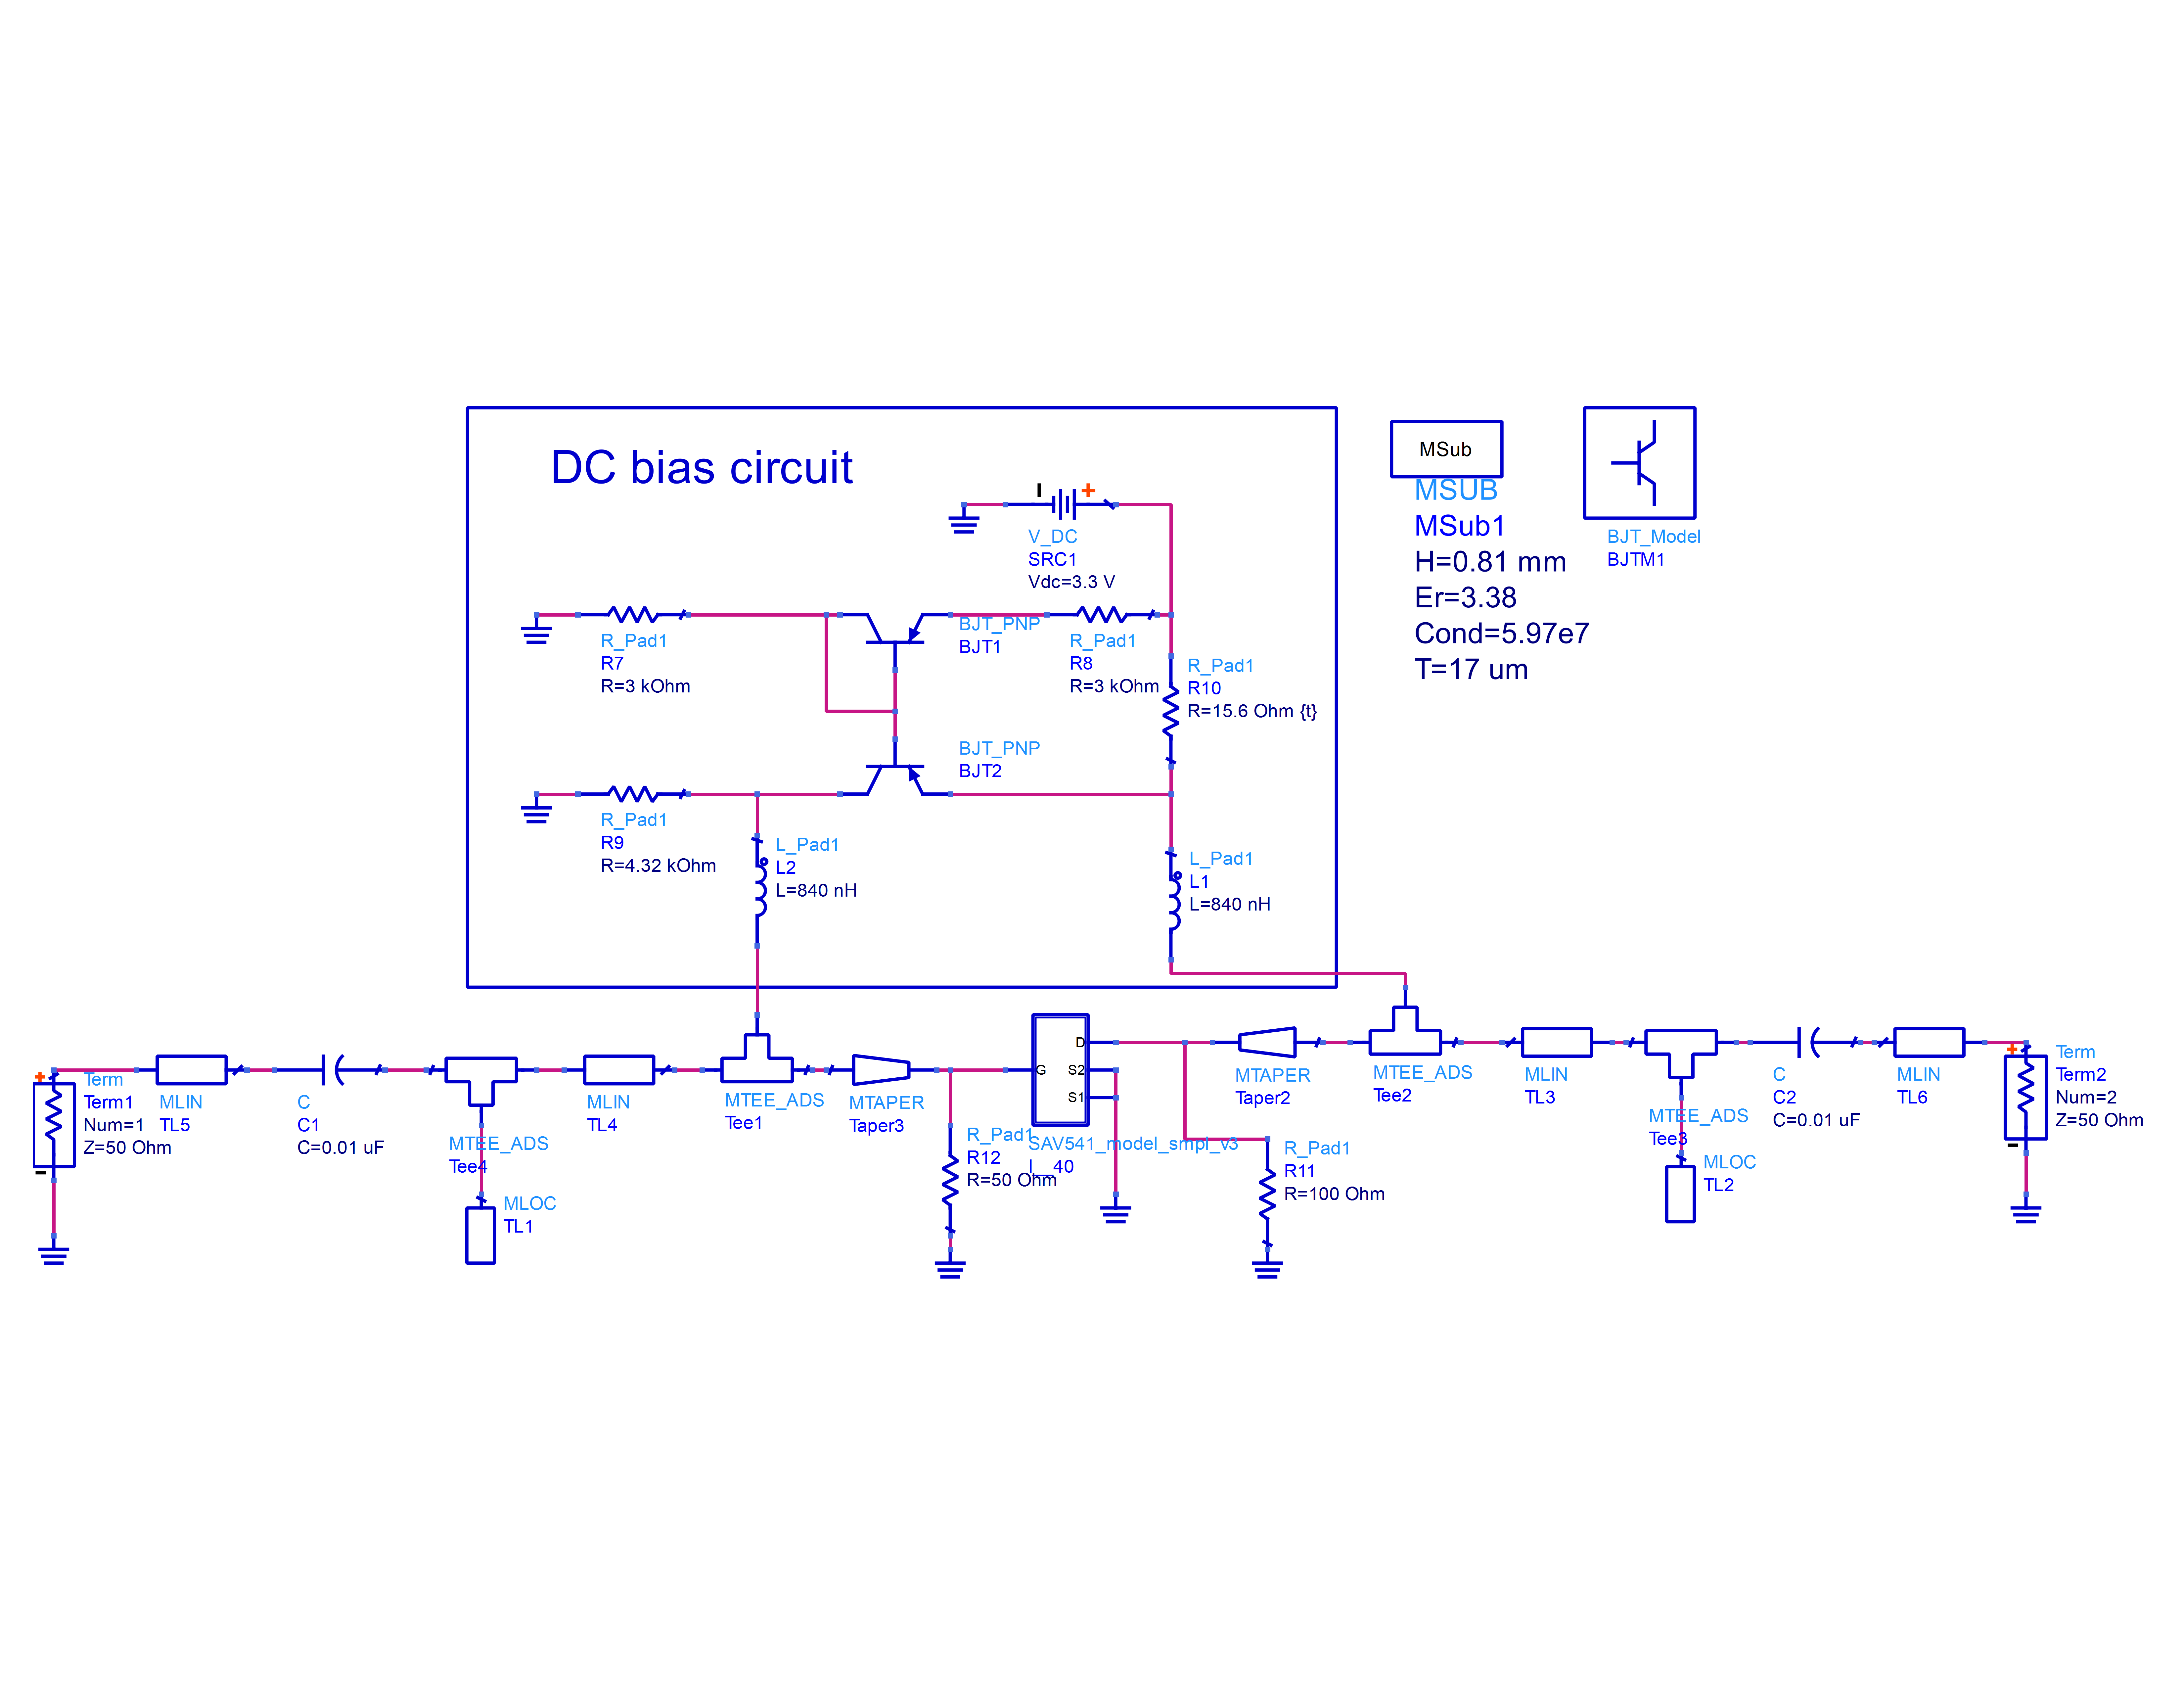 DC bias circuit
V_DC
SRC1
Vdc=3.3 V
MSub
MSUB
MSub1
H=0.81 mm
Er=3.38
Cond=5.97e7
T=17 um
BJT_Model
BJTM1
R_Pad1
R7
R=3 kOhm
BJT_PNP
BJT1
R_Pad1
R8
R=3 kOhm
R_Pad1
R10
R=15.6 Ohm {t}
BJT_PNP
BJT2
R_Pad1
R9
R=4.32 kOhm
L_Pad1
L2
L=840 nH
L_Pad1
L1
L=840 nH
Term
Term1
Num=1
Z=50 Ohm
MLIN
TL5
C
C1
C=0.01 uF
MTEE_ADS
Tee4
MLOC
TL1
MLIN
TL4
MTEE_ADS
Tee1
MTAPER
Taper3
R_Pad1
R12
R=50 Ohm
G
D
S2
S1
SAV541_model_smpl_v3
I__40
R_Pad1
R11
R=100 Ohm
MTAPER
Taper2
MTEE_ADS
Tee2
MLIN
TL3
MTEE_ADS
Tee3
MLOC
TL2
C
C2
C=0.01 uF
MLIN
TL6
Term
Term2
Num=2
Z=50 Ohm